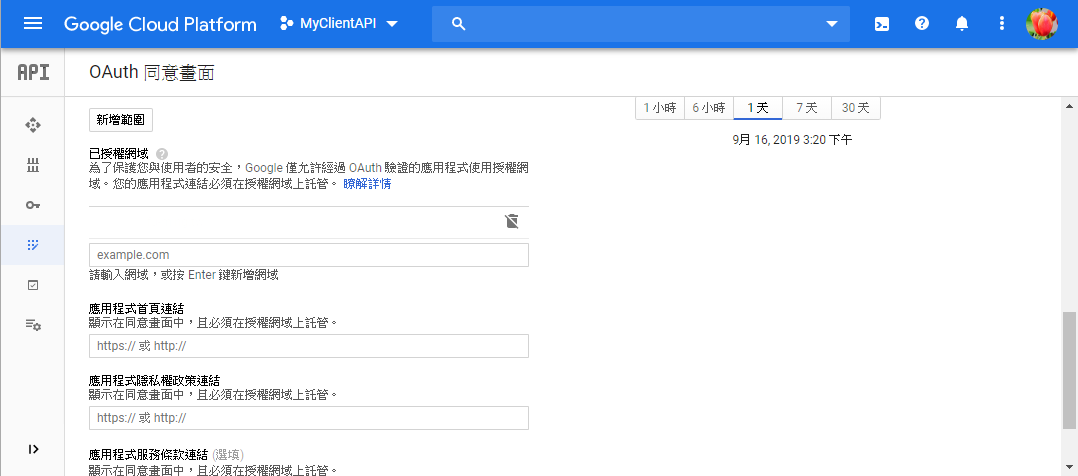 Google Cloud Platform
MyClientAPI
API
OAuth 同意畫面
新增範圍
已授權網域
為了保護您與使用者的安全，Google 僅允許經過 OAuth 驗證的應用程式使用授權網
域。您的應用程式連結必須在授權網域上託管。 瞭解詳情
example.com
請輸入網域，或按 Enter 鍵新增網域
應用程式首頁連結
顯示在同意畫面中，且必須在授權網域上託管。
https:// 或 http://
應用程式隱私權政策連結
顯示在同意畫面中，且必須在授權網域上託管。
https:// 或 http://
應用程式服務條款連結 (選填)
顯示在同意畫面中，且必須在授權網域上託管。
1 小時 6 小時 1 天 7 天 30 天
9月 16, 2019 3:20 下午